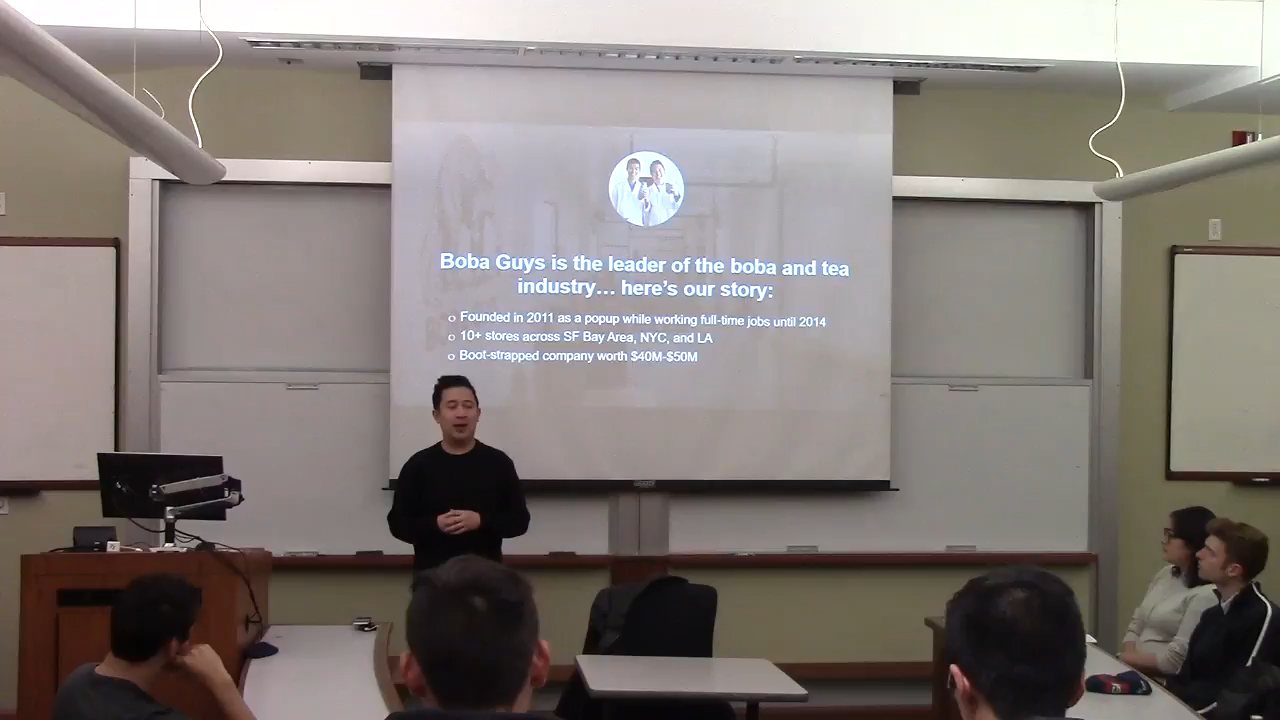 Boba Guys is the leader of the boba and tea
industry… here's our story:
o Founded in 2011 as a popup while working full-time jobs until 2014
o 10+ stores across SF Bay Area, NYC, and LA
o Boot-strapped company worth $40M-$50M